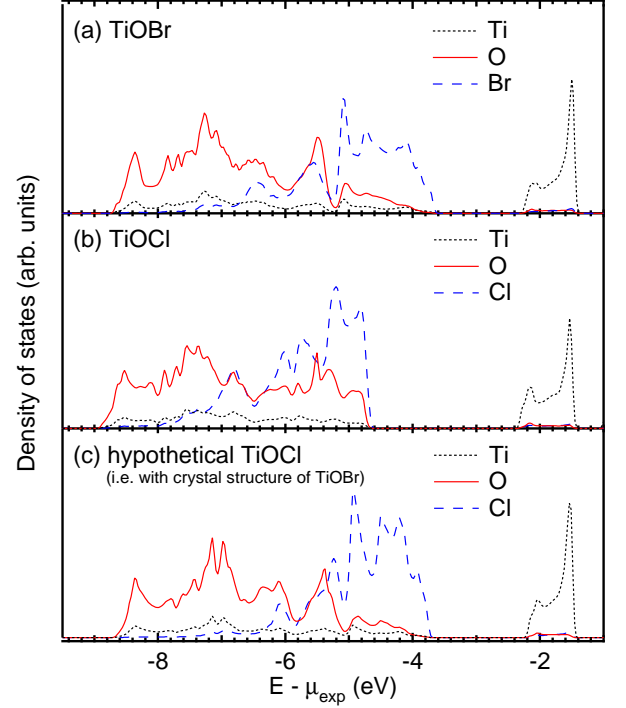 (a) TiOBr
Ti
O
Br
(b) TiOCl
Ti
O
Cl
(c) hypothetical TiOCl
(i.e. with crystal structure of TiOBr)
Ti
O
Cl
Density of states (arb. units)
-8 -6 -4 -2
E - μexp (eV)